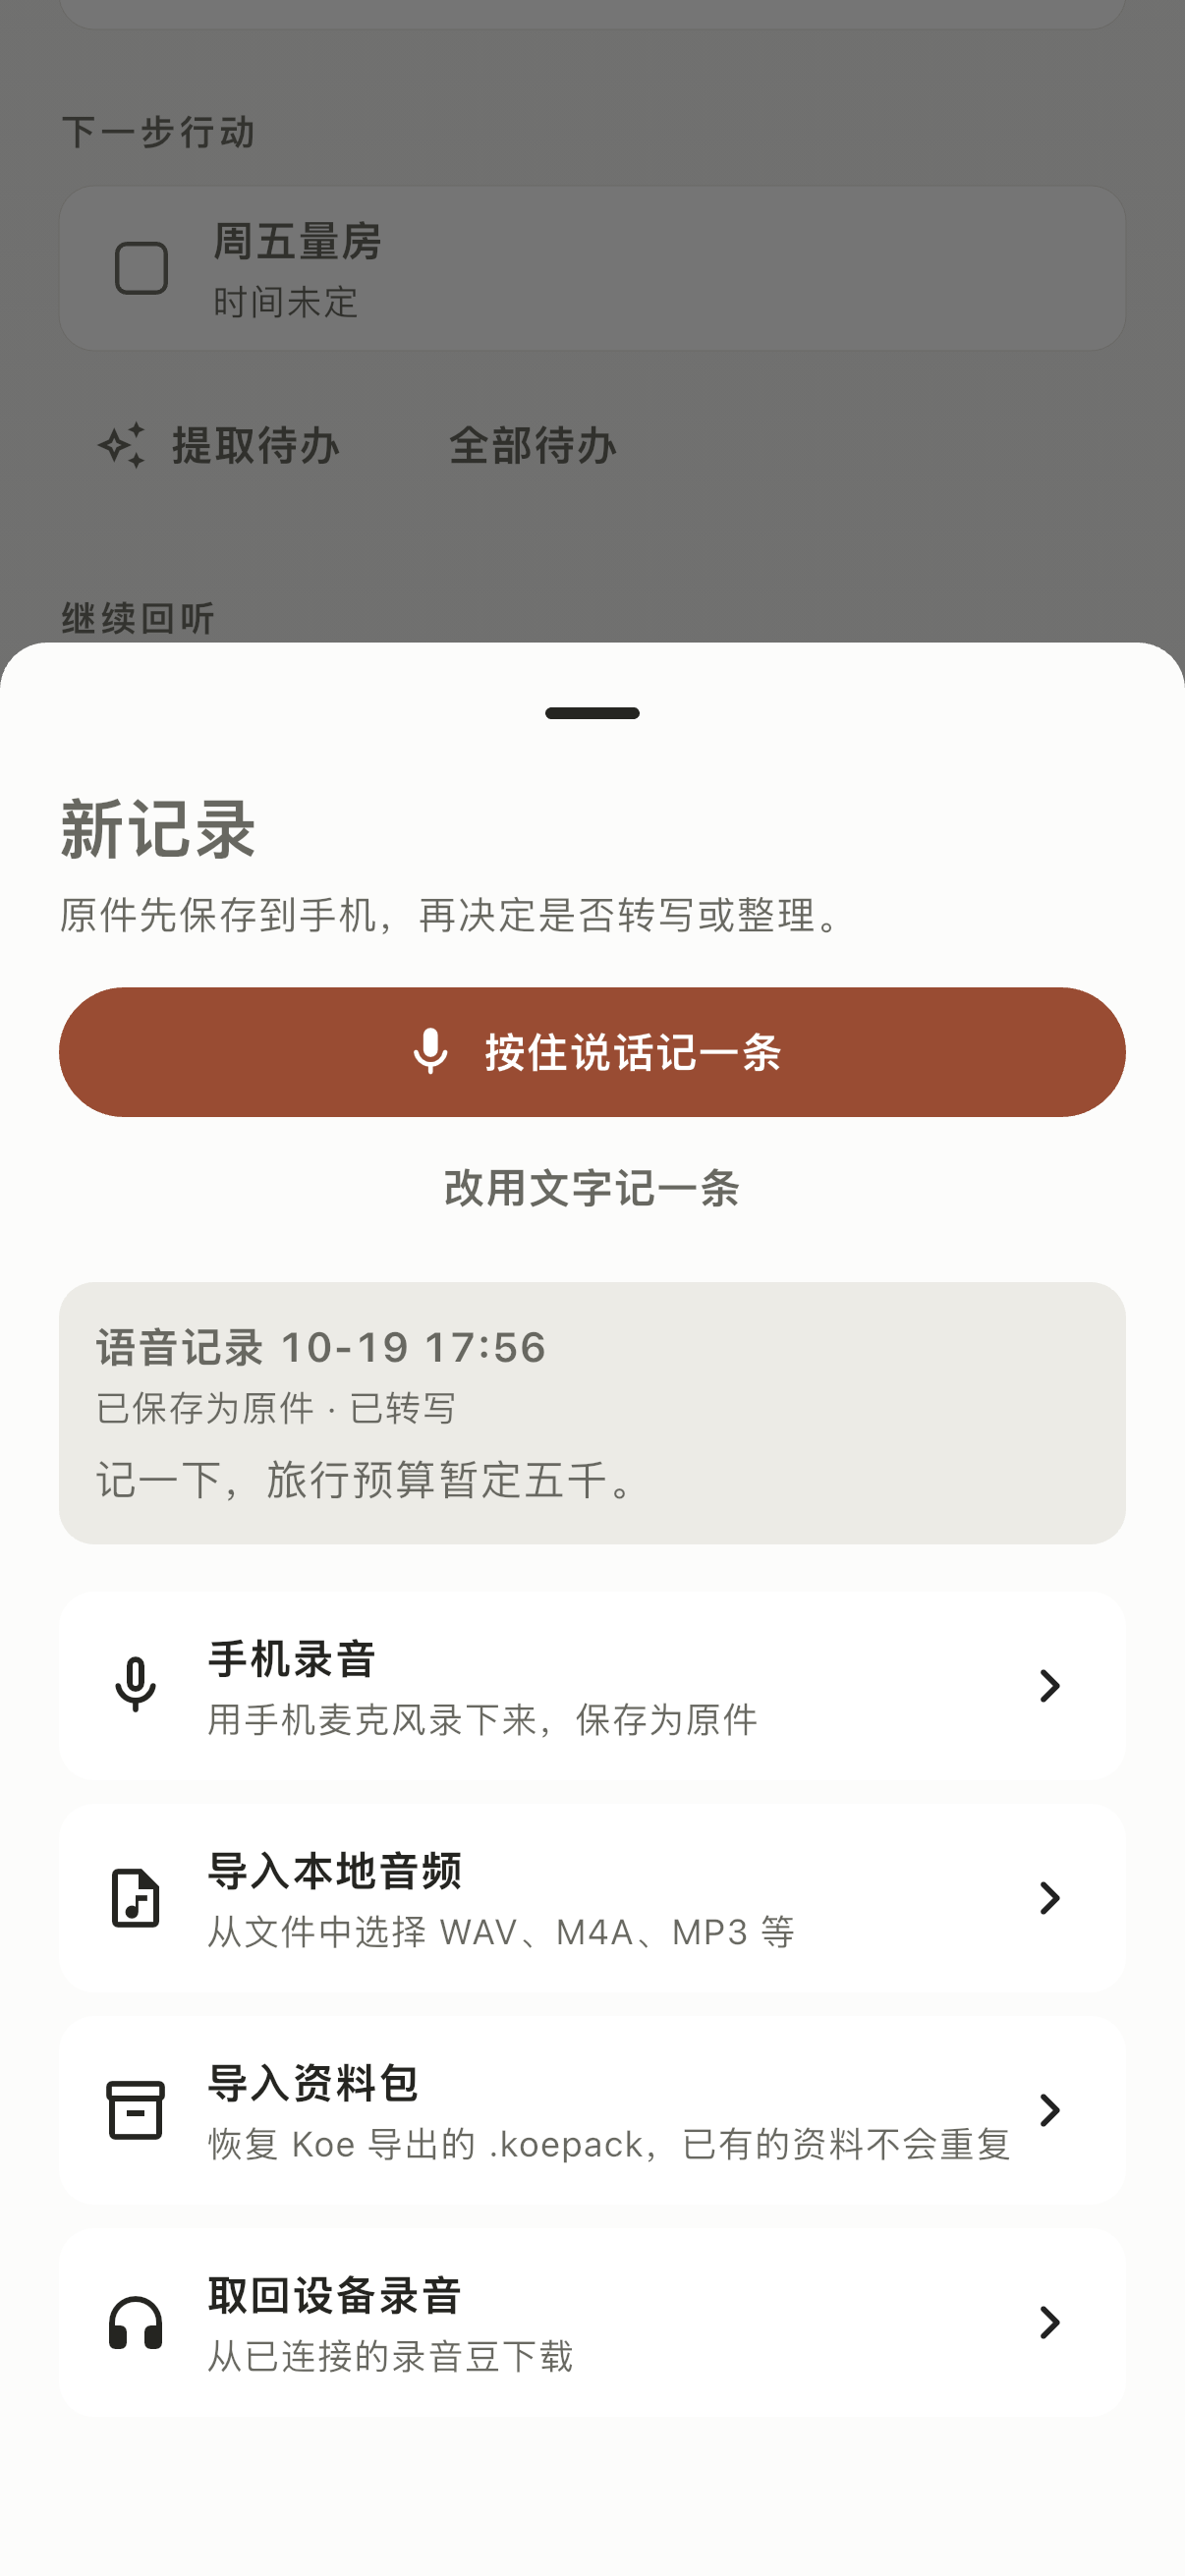 下一步行动
周五量房
时间未定
提取待办
全部待办
继续回听
新记录
原件先保存到手机，再决定是否转写或整理。
按住说话记一条
改用文字记一条
语音记录 10-19 17:56
已保存为原件 · 已转写
记一下，旅行预算暂定五千。
手机录音
用手机麦克风录下来，保存为原件
导入本地音频
从文件中选择 WAV、M4A、MP3 等
导入资料包
恢复 Koe 导出的 .koepack，已有的资料不会重复
取回设备录音
从已连接的录音豆下载